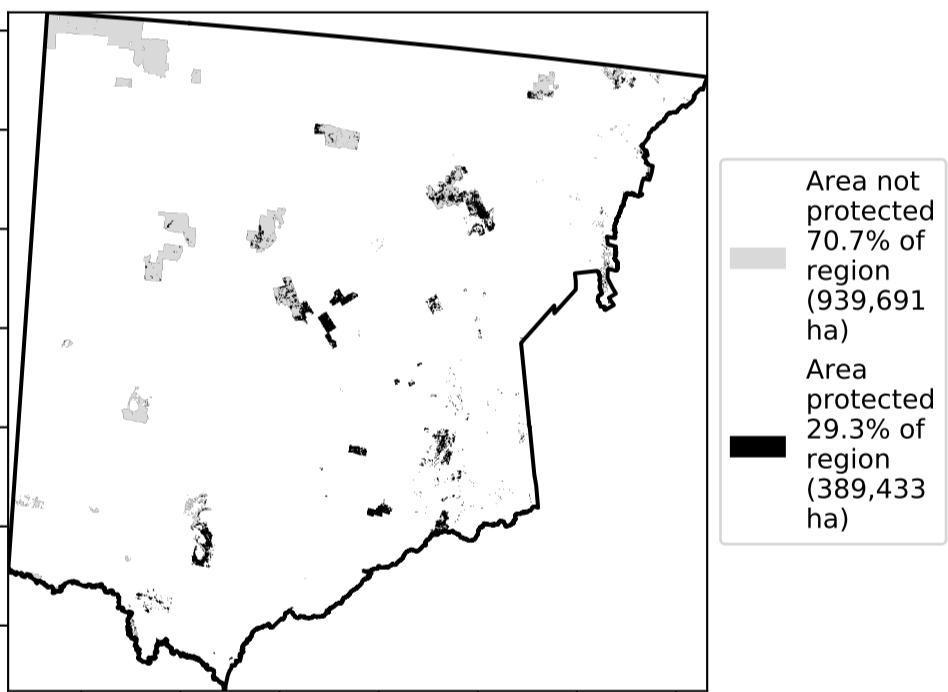 Area not
protected
70.7% of
region
(939,691
ha)
Area
protected
29.3% of
region
(389,433
ha)